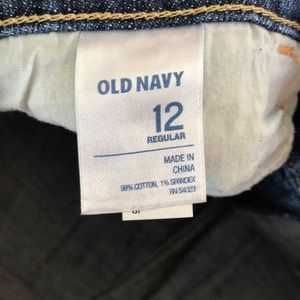 OLD NAVY
12
REGULAR
MADE IN
CHINA
99% COTTON, 1% SPANDEX
RN 54023